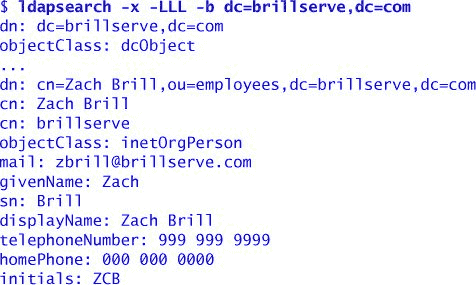 $ ldapsearch -x -LLL -b dc=brillserve,dc=com
dn: dc=brillserve,dc=com
objectClass: dcObject
...
dn: cn=Zach Brill,ou=employees,dc=brillserve,dc=com
cn: Zach Brill
cn: brillserve
objectClass: inetOrgPerson
mail: zbrill@brillserve.com
givenName: Zach
sn: Brill
displayName: Zach Brill
telephoneNumber: 999 999 9999
homePhone: 000 000 0000
initials: ZCB